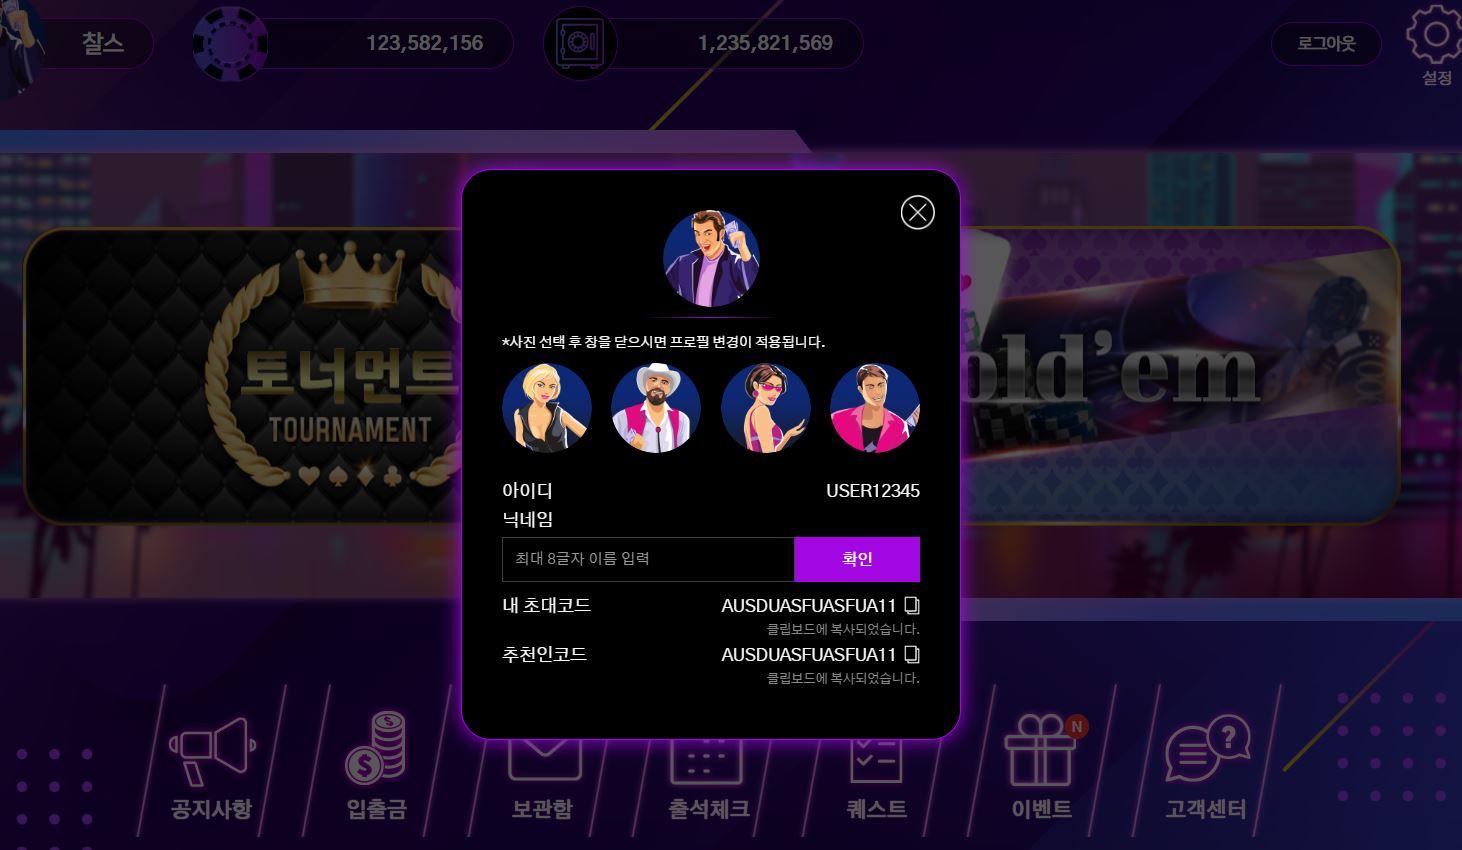 찰스
123,582,156
1,235,821,569
로그아웃
설정
*사진 선택 후 창을 닫으시면 프로필 변경이 적용됩니다.
토너먼트
TOURNAMENT
old'em
아이디 USER12345
닉네임
최대 8글자 이름 입력 확인
내 초대코드 AUSDUASFUASFUA11
클립보드에 복사되었습니다.
추천인코드 AUSDUASFUASFUA11
클립보드에 복사되었습니다.
N
공지사항
입출금
보관함
출석체크
퀘스트
이벤트
고객센터